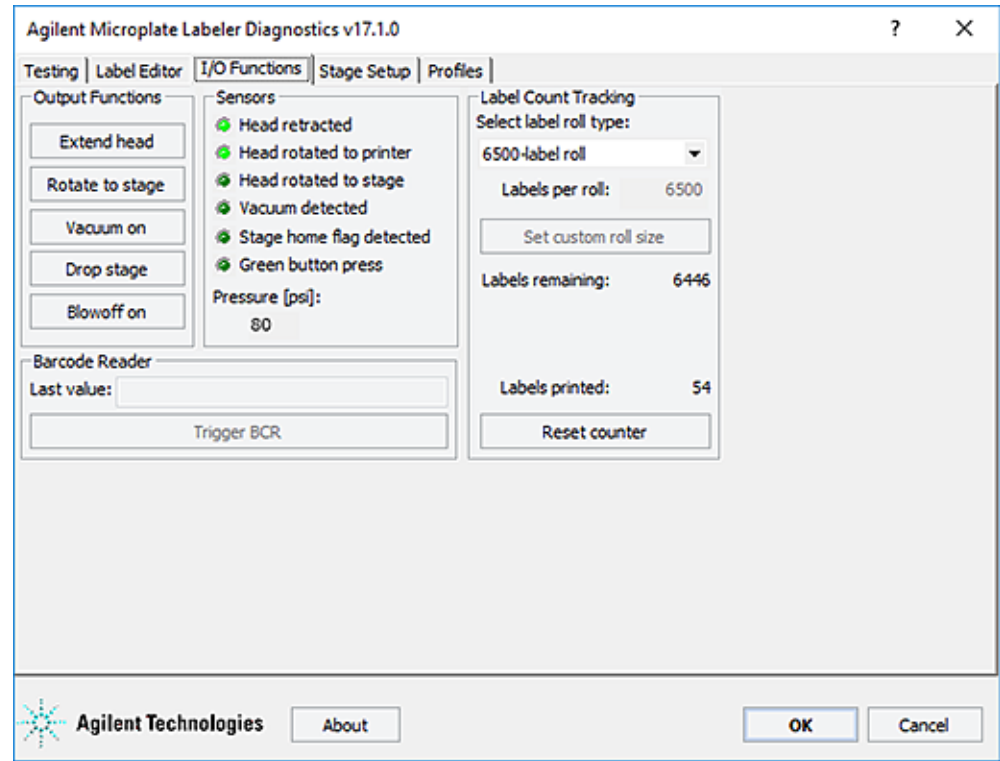 Agilent Microplate Labeler Diagnostics v17.1.0 ?
Testing Label Editor I/O Functions Stage Setup Profiles
Output Functions
Extend head
Rotate to stage
Vacuum on
Drop stage
Blowoff on
Sensors
Head retracted
Head rotated to printer
Head rotated to stage
Vacuum detected
Stage home flag detected
Green button press
Pressure [psi]:
80
Barcode Reader
Last value:
Trigger BCR
Label Count Tracking
Select label roll type:
6500-label roll
Labels per roll: 6500
Set custom roll size
Labels remaining: 6446
Labels printed: 54
Reset counter
Agilent Technologies About OK Cancel